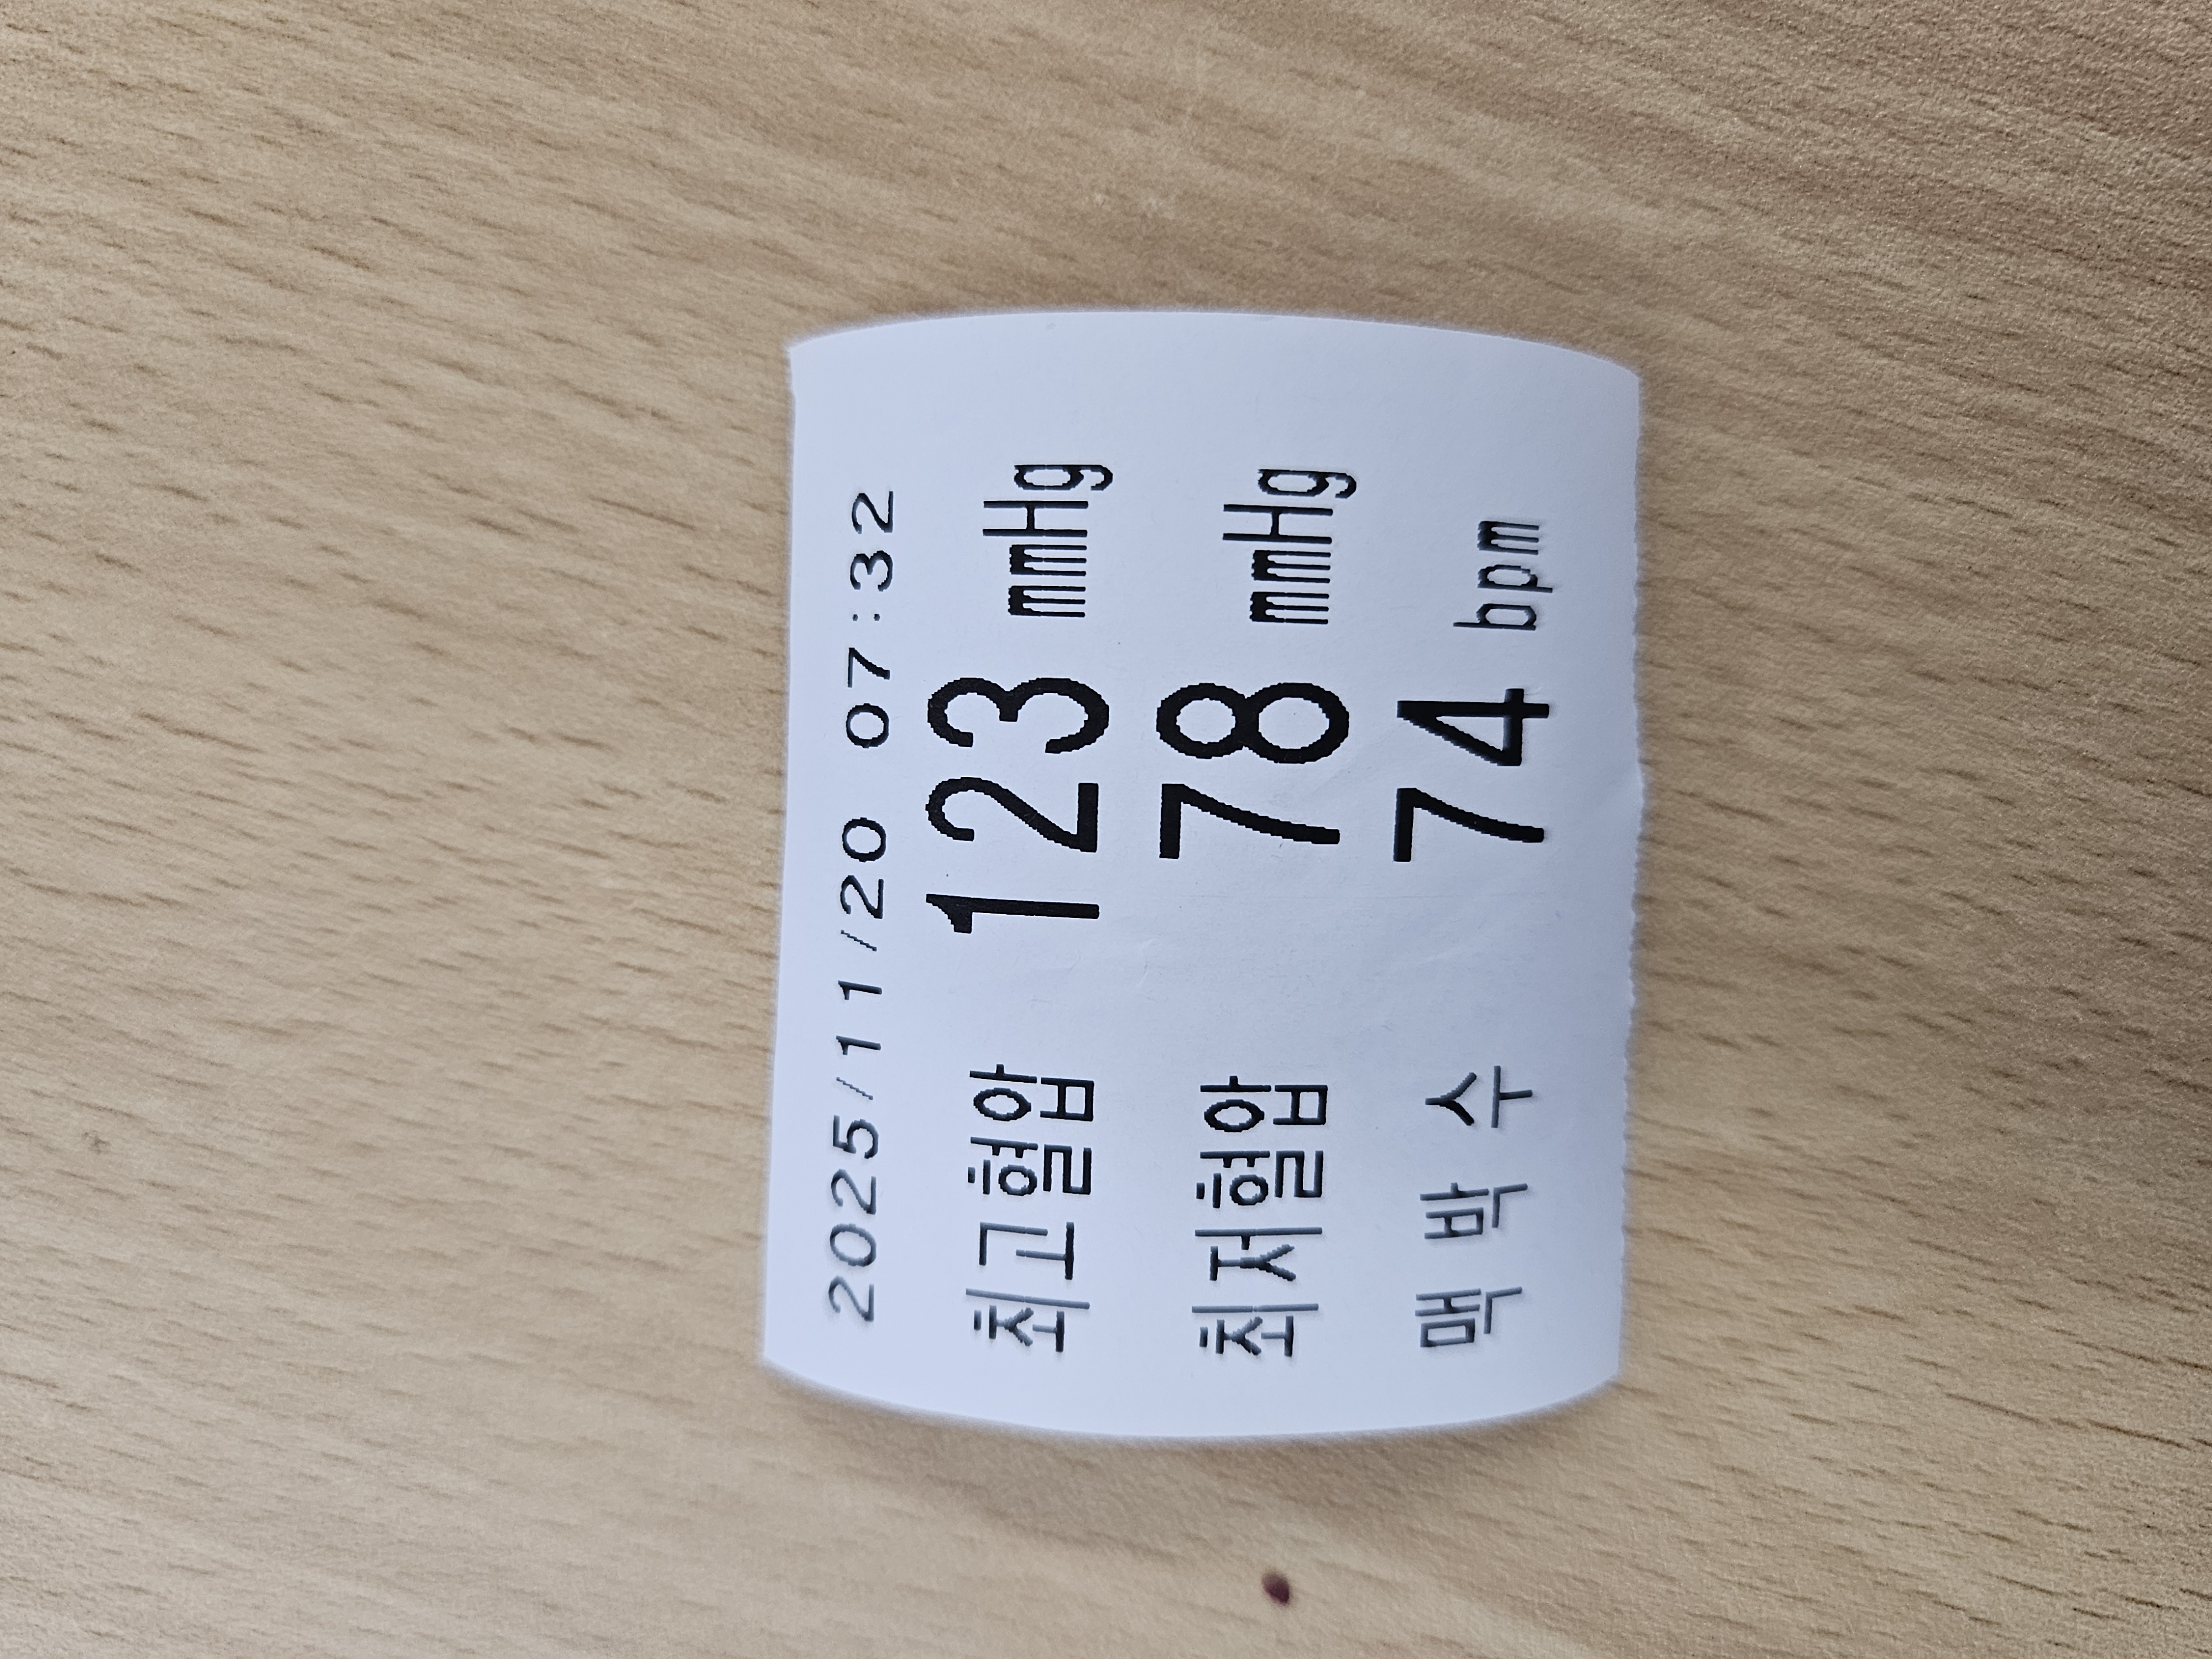 2025/11/20 07:32
최고혈압 123 mmHg
최저혈압 78 mmHg
맥박수 74 bpm